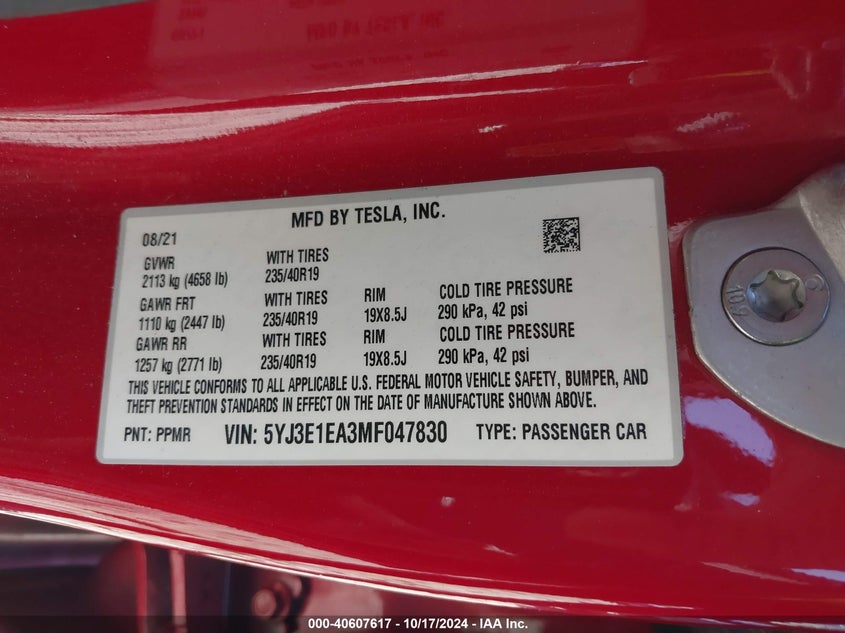 MFD BY TESLA, INC.
08/21
GVWR WITH TIRES
2113 kg (4658 lb) 235/40R19
GAWR FRT WITH TIRES RIM COLD TIRE PRESSURE
1110 kg (2447 lb) 235/40R19 19X8.5J 290 kPa, 42 psi
GAWR RR WITH TIRES RIM COLD TIRE PRESSURE
1257 kg (2771 lb) 235/40R19 19X8.5J 290 kPa, 42 psi
THIS VEHICLE CONFORMS TO ALL APPLICABLE U.S. FEDERAL MOTOR VEHICLE SAFETY, BUMPER, AND
THEFT PREVENTION STANDARDS IN EFFECT ON THE DATE OF MANUFACTURE SHOWN ABOVE.
PNT: PPMR VIN: 5YJ3E1EA3MF047830 TYPE: PASSENGER CAR
10.9
000-40607617 - 10/17/2024 - IAA Inc.